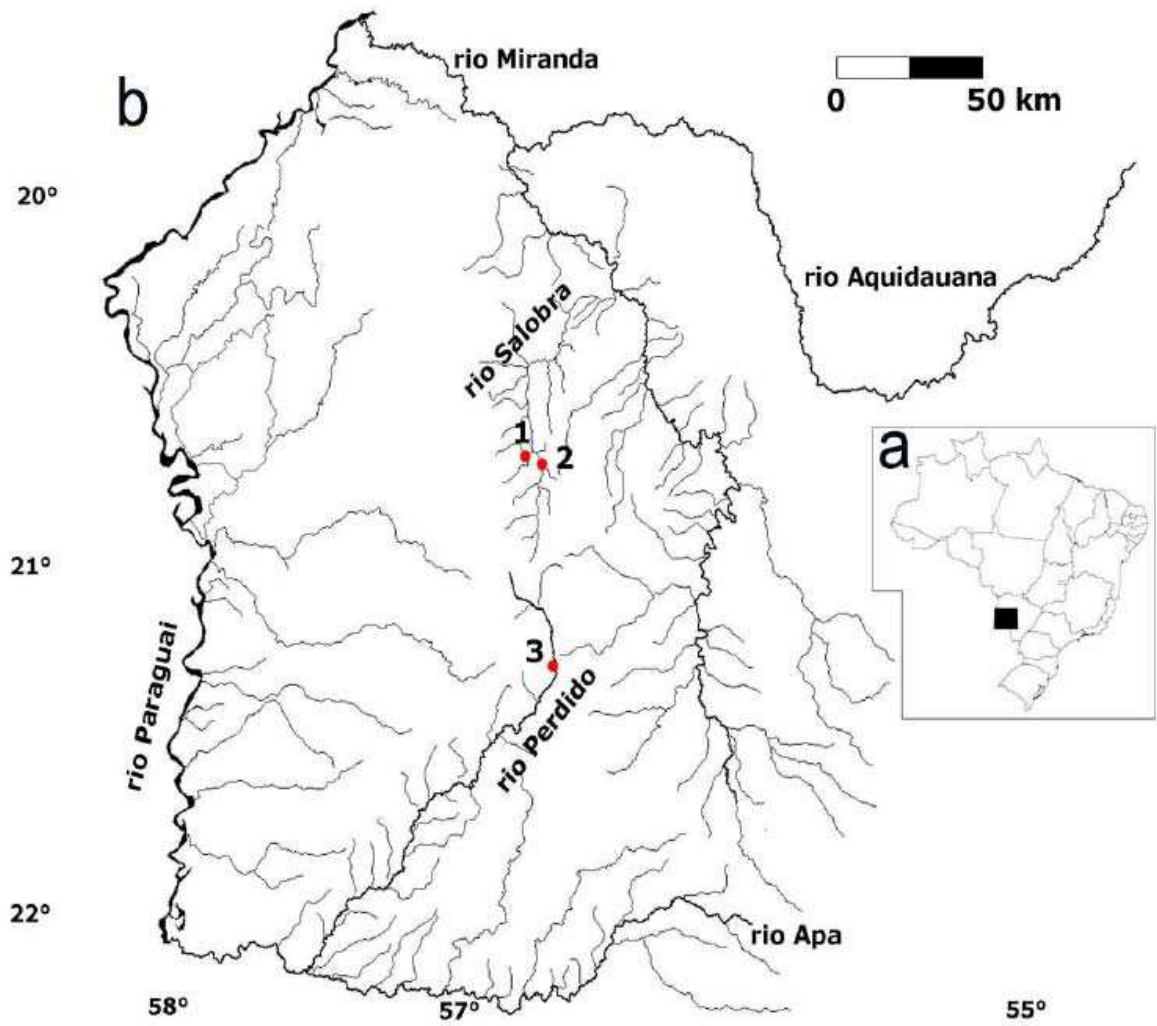 rio Miranda
b
0 50 km
20°
rio Aquidauana
rio Salobra
1
2
a
21°
3
rio Perdido
rio Paraguai
22°
rio Apa
58° 57° 55°